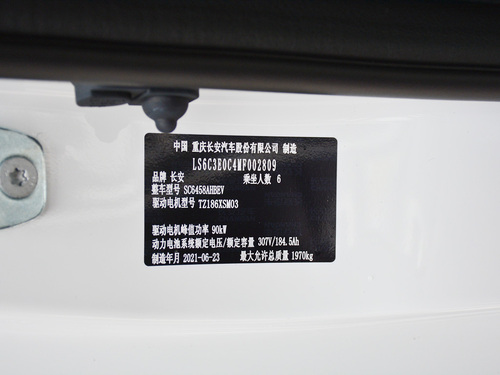 中国 重庆长安汽车股份有限公司 制造
LS6C3E0C4MF002809
品牌 长安 乘坐人数 6
整车型号 SC6458AHBEV
驱动电机型号 TZ186XSM03
驱动电机峰值功率 90kW
动力电池系统额定电压/额定容量 307V/184.5Ah
制造年月 2021-06-23 最大允许总质量 1970kg